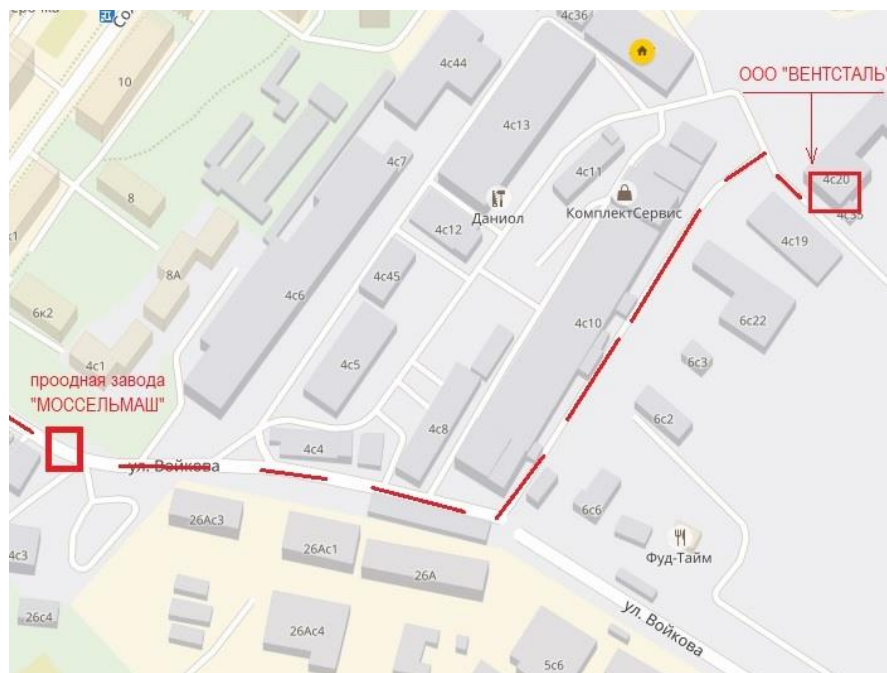 4с36
4с44
ООО "ВЕНТСТАЛЬ"
10
4с13
4с7
4с11
4с20
8
Даниол
КомплектСервис
4с12
4с19
8А
4с45
4с6
6к2
4с10
6с22
4с1
4с5
6с3
проодная завода
"МОССЕЛЬМАШ"
6с2
4с8
4с4
ул. Войкова
6с6
26Ас3
26Ас1
4с3
Фуд-Тайм
26А
26с4
ул. Войкова
26Ас4
5с6